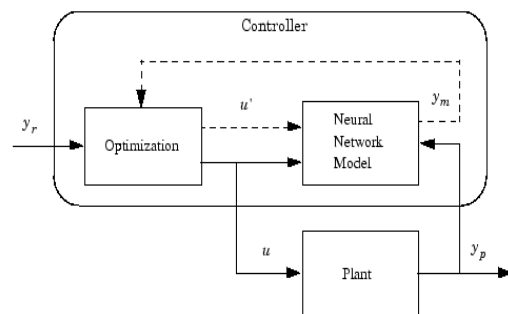 Controller
y_r
Optimization
u'
Neural
Network
Model
y_m
u
Plant
y_p